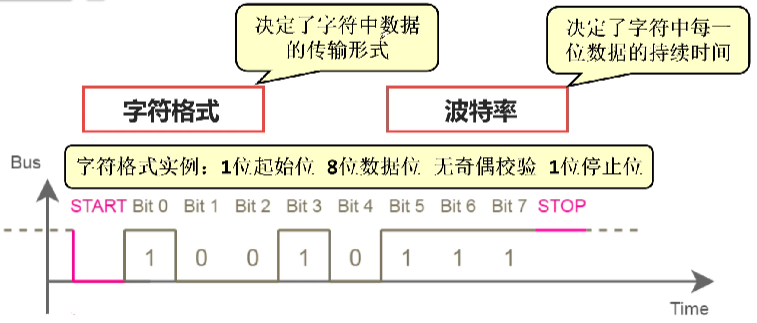 决定了字符中数据
的传输形式
决定了字符中每一
位数据的持续时间
字符格式
波特率
Bus
字符格式实例：1位起始位 8位数据位 无奇偶校验 1位停止位
START Bit 0 Bit 1 Bit 2 Bit 3 Bit 4 Bit 5 Bit 6 Bit 7 STOP
1 0 0 1 0 1 1 1
Time